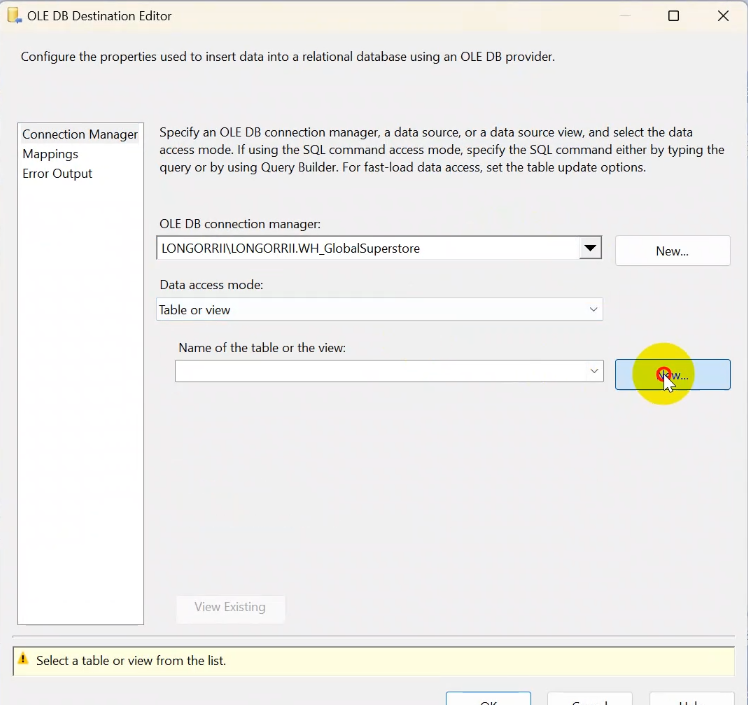 OLE DB Destination Editor
Configure the properties used to insert data into a relational database using an OLE DB provider.
Connection Manager
Mappings
Error Output
Specify an OLE DB connection manager, a data source, or a data source view, and select the data
access mode. If using the SQL command access mode, specify the SQL command either by typing the
query or by using Query Builder. For fast-load data access, set the table update options.
OLE DB connection manager:
LONGORRII\LONGORRII.WH_GlobalSuperstore
New...
Data access mode:
Table or view
Name of the table or the view:
New...
View Existing
Select a table or view from the list.